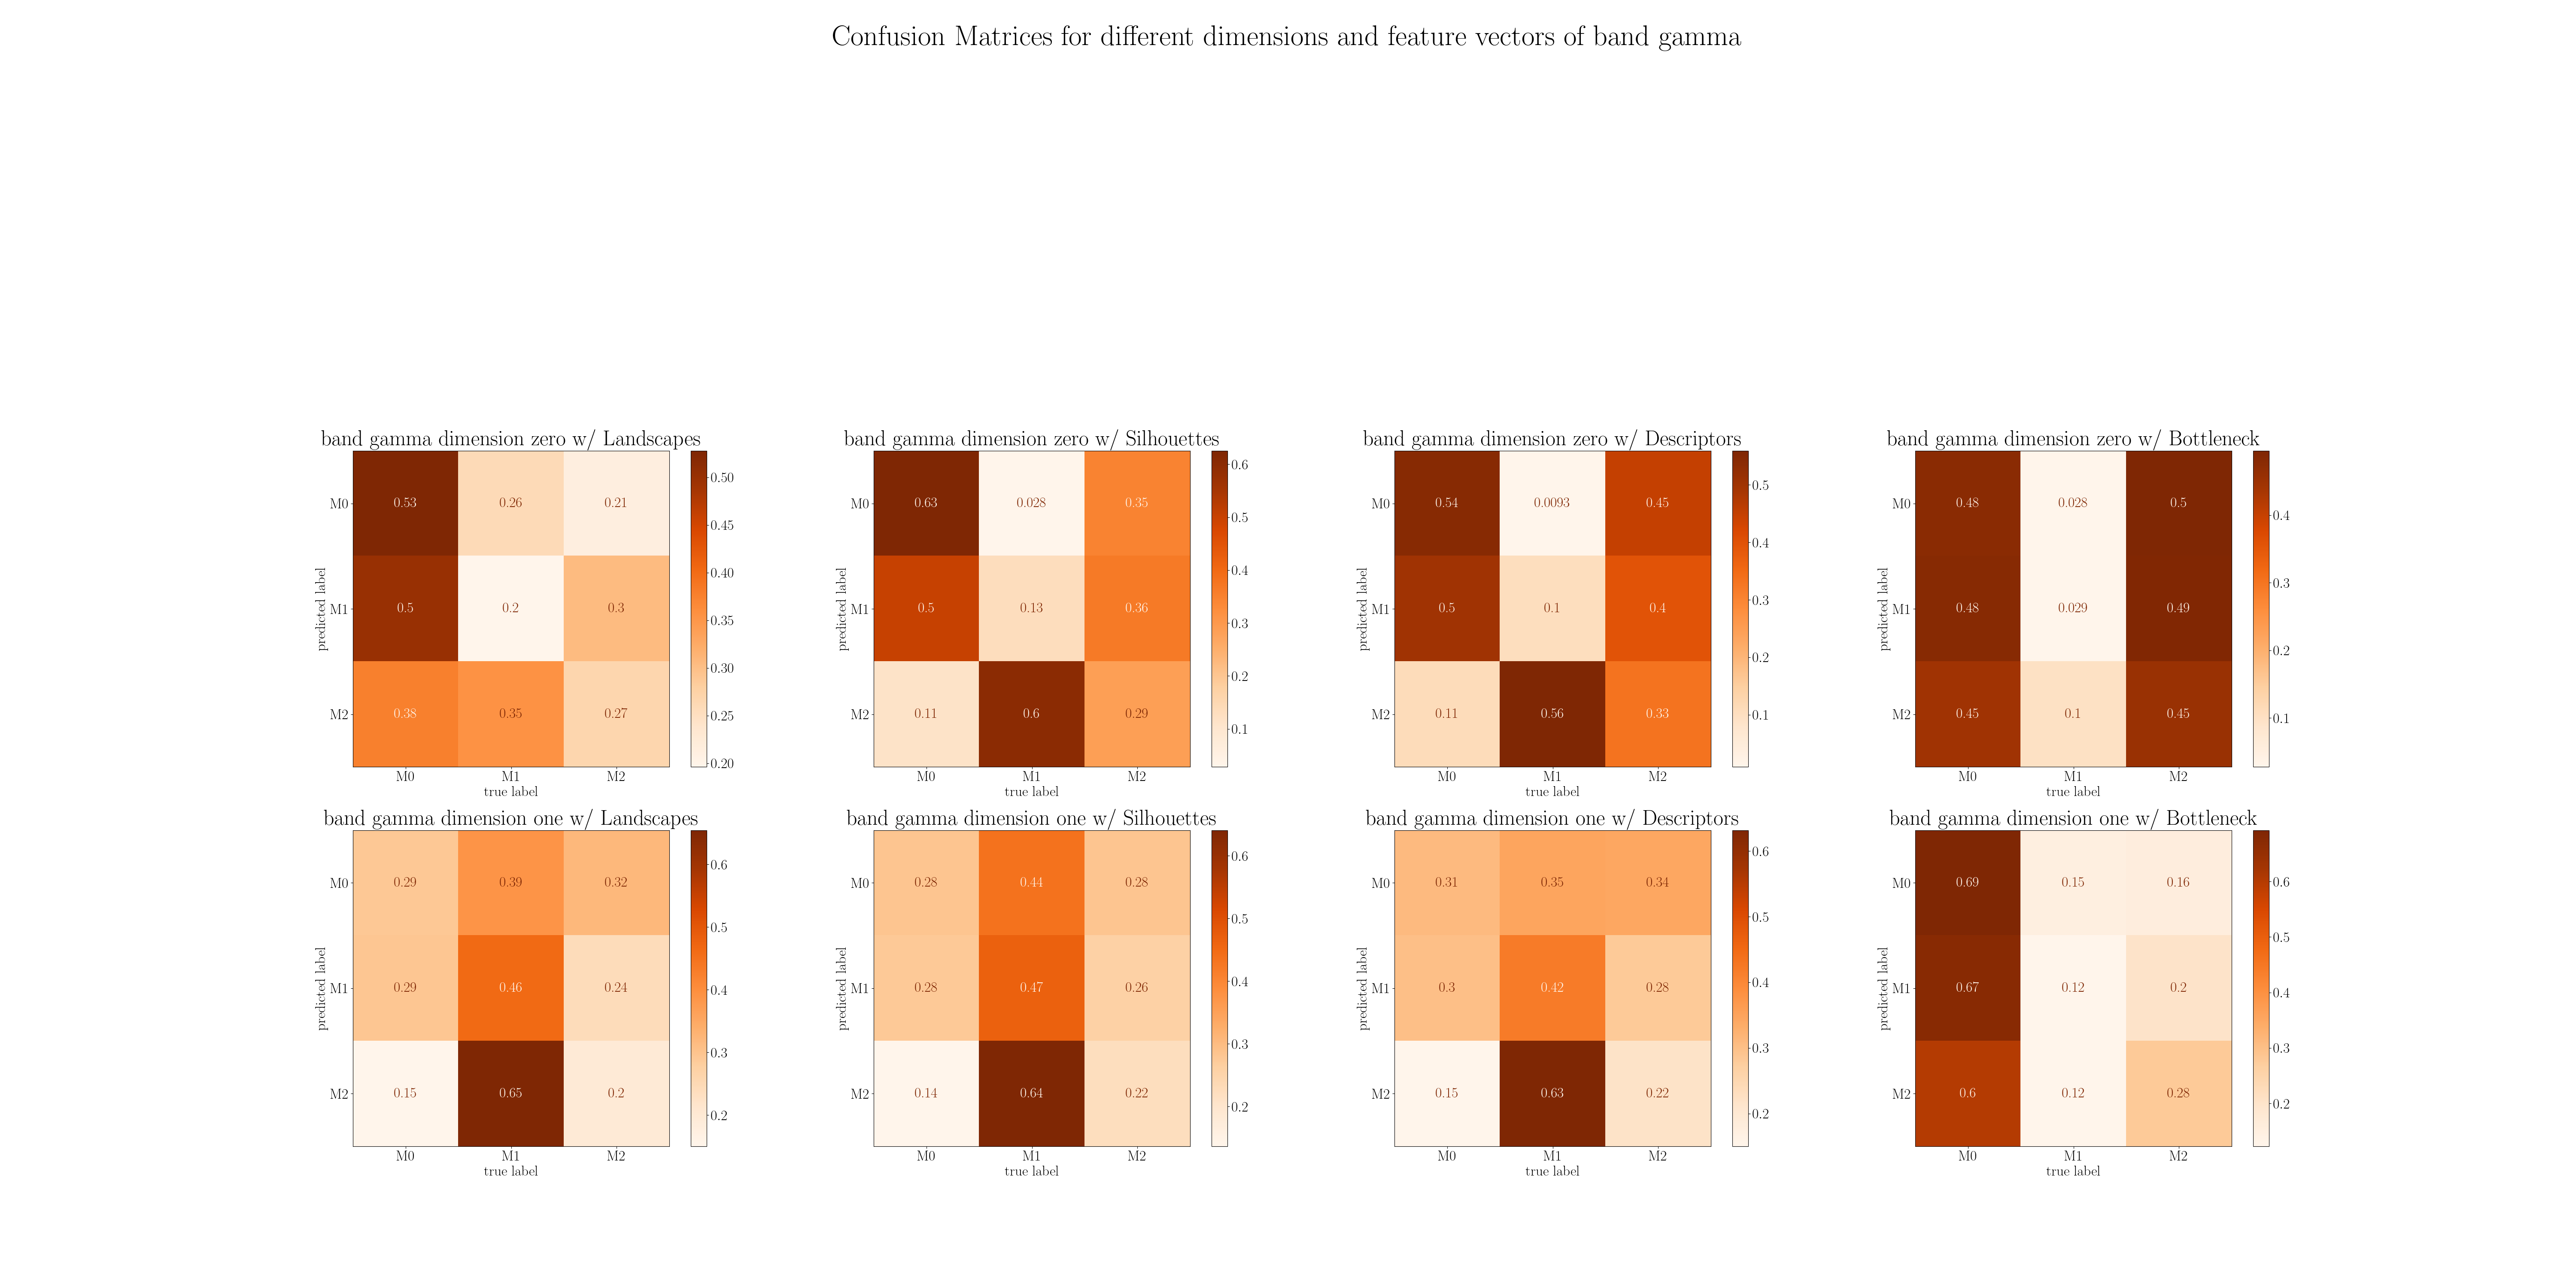 Confusion Matrices for different dimensions and feature vectors of band gamma
band gamma dimension zero w/ Landscapes
0.50
0.45
0.40
0.35
0.30
0.25
0.20
predicted label
M0 0.53 0.26 0.21
M1 0.5 0.2 0.3
M2 0.38 0.35 0.27
M0 M1 M2
true label
band gamma dimension zero w/ Silhouettes
0.6
0.5
0.4
0.3
0.2
0.1
predicted label
M0 0.63 0.028 0.35
M1 0.5 0.13 0.36
M2 0.11 0.6 0.29
M0 M1 M2
true label
band gamma dimension zero w/ Descriptors
0.5
0.4
0.3
0.2
0.1
predicted label
M0 0.54 0.0093 0.45
M1 0.5 0.1 0.4
M2 0.11 0.56 0.33
M0 M1 M2
true label
band gamma dimension zero w/ Bottleneck
0.4
0.3
0.2
0.1
predicted label
M0 0.48 0.028 0.5
M1 0.48 0.029 0.49
M2 0.45 0.1 0.45
M0 M1 M2
true label
band gamma dimension one w/ Landscapes
0.6
0.5
0.4
0.3
0.2
predicted label
M0 0.29 0.39 0.32
M1 0.29 0.46 0.24
M2 0.15 0.65 0.2
M0 M1 M2
true label
band gamma dimension one w/ Silhouettes
0.6
0.5
0.4
0.3
0.2
predicted label
M0 0.28 0.44 0.28
M1 0.28 0.47 0.26
M2 0.14 0.64 0.22
M0 M1 M2
true label
band gamma dimension one w/ Descriptors
0.6
0.5
0.4
0.3
0.2
predicted label
M0 0.31 0.35 0.34
M1 0.3 0.42 0.28
M2 0.15 0.63 0.22
M0 M1 M2
true label
band gamma dimension one w/ Bottleneck
0.6
0.5
0.4
0.3
0.2
predicted label
M0 0.69 0.15 0.16
M1 0.67 0.12 0.2
M2 0.6 0.12 0.28
M0 M1 M2
true label